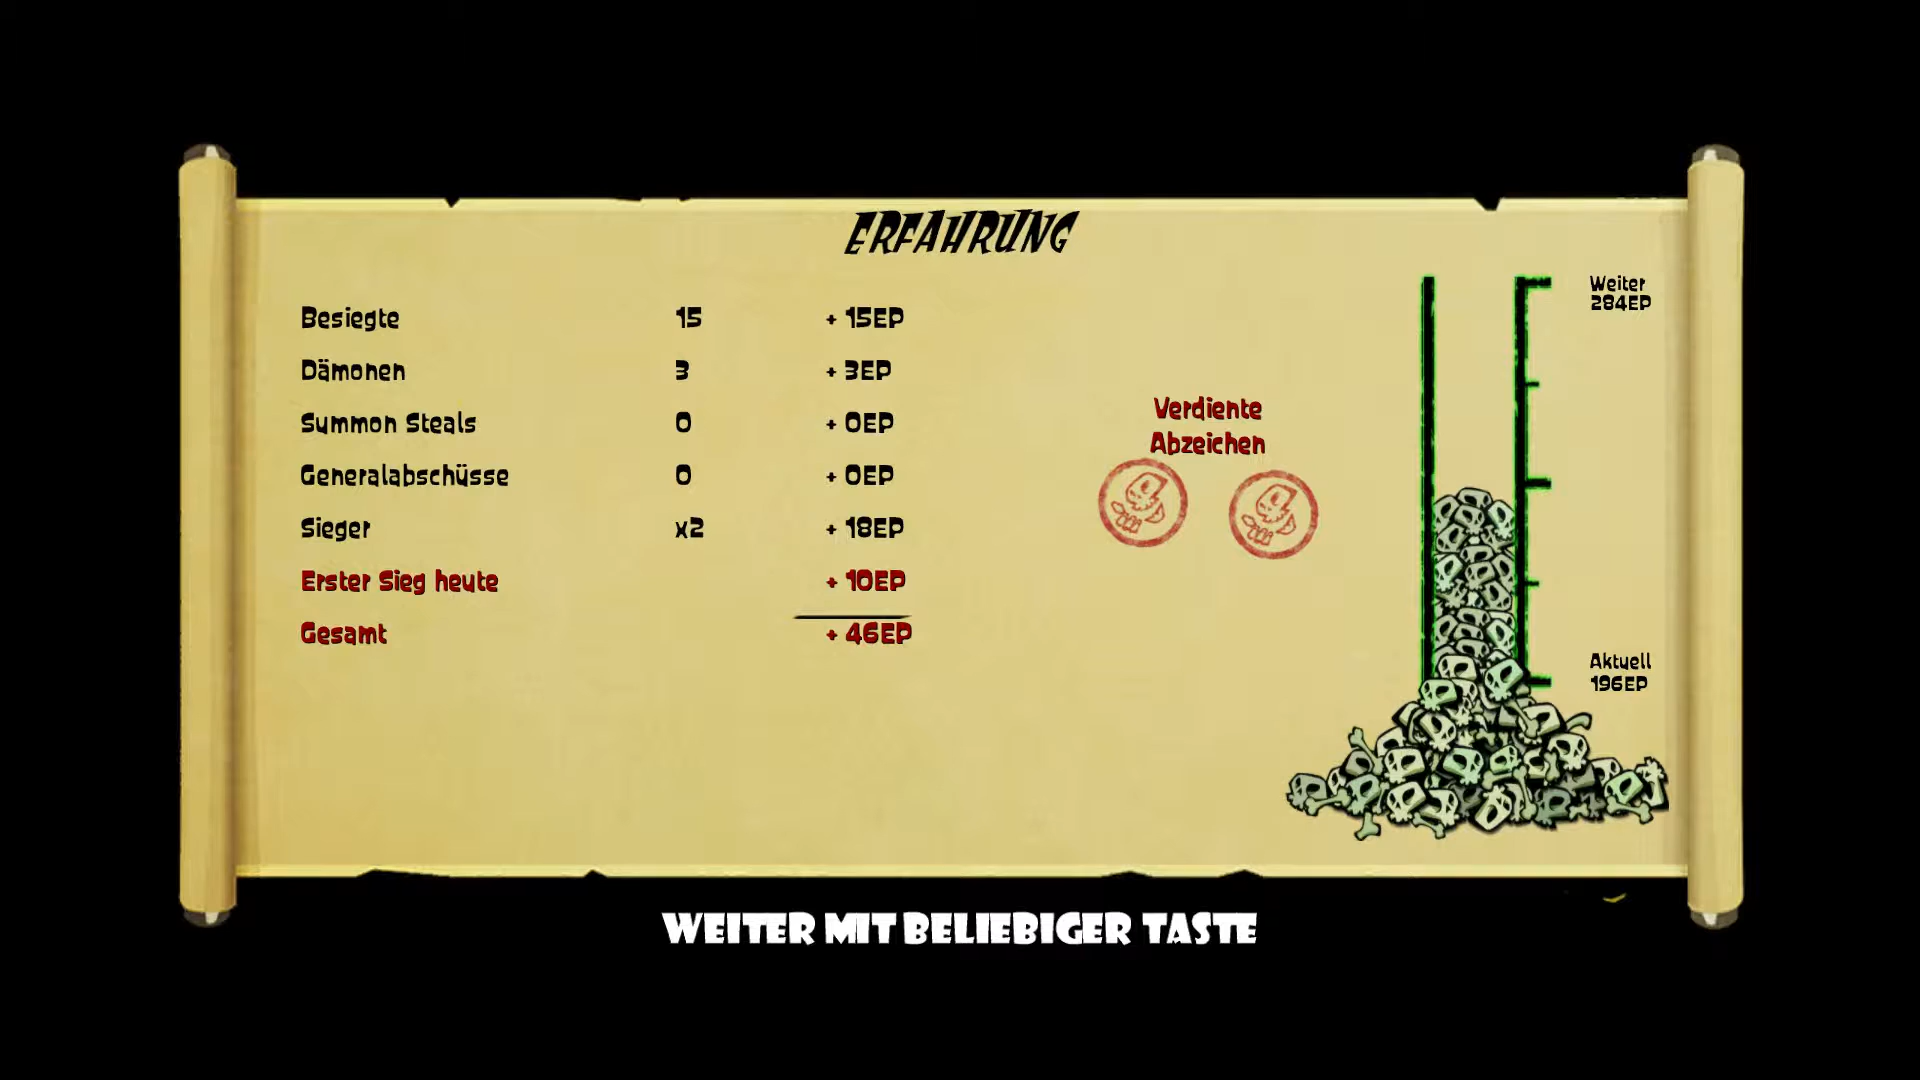 ERFAHRUNG
Besiegte 15 + 15EP
Dämonen 3 + 3EP
Summon Steals 0 + 0EP
Generalabschüsse 0 + 0EP
Sieger x2 + 18EP
Erster Sieg heute + 10EP
Gesamt + 46EP
Verdiente
Abzeichen
Weiter
284EP
Aktuell
196EP
WEITER MIT BELIEBIGER TASTE